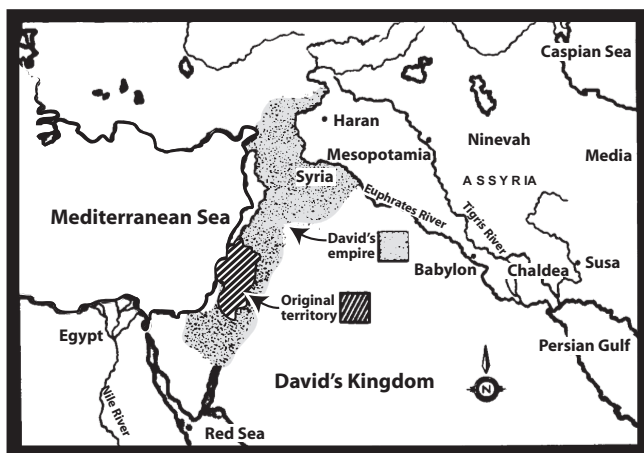 Caspian Sea
Haran
Ninevah
Mesopotamia
Media
ASSYRIA
Syria
Euphrates River
Mediterranean Sea
Tigris River
David's
empire
Babylon
Chaldea
Susa
Original
territory
Egypt
Persian Gulf
David's Kingdom
N
Nile River
Red Sea